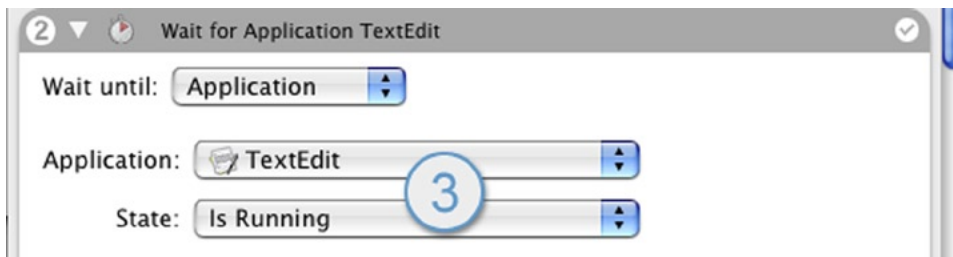 2 Wait for Application TextEdit
Wait until: Application
Application: TextEdit
3
State: Is Running